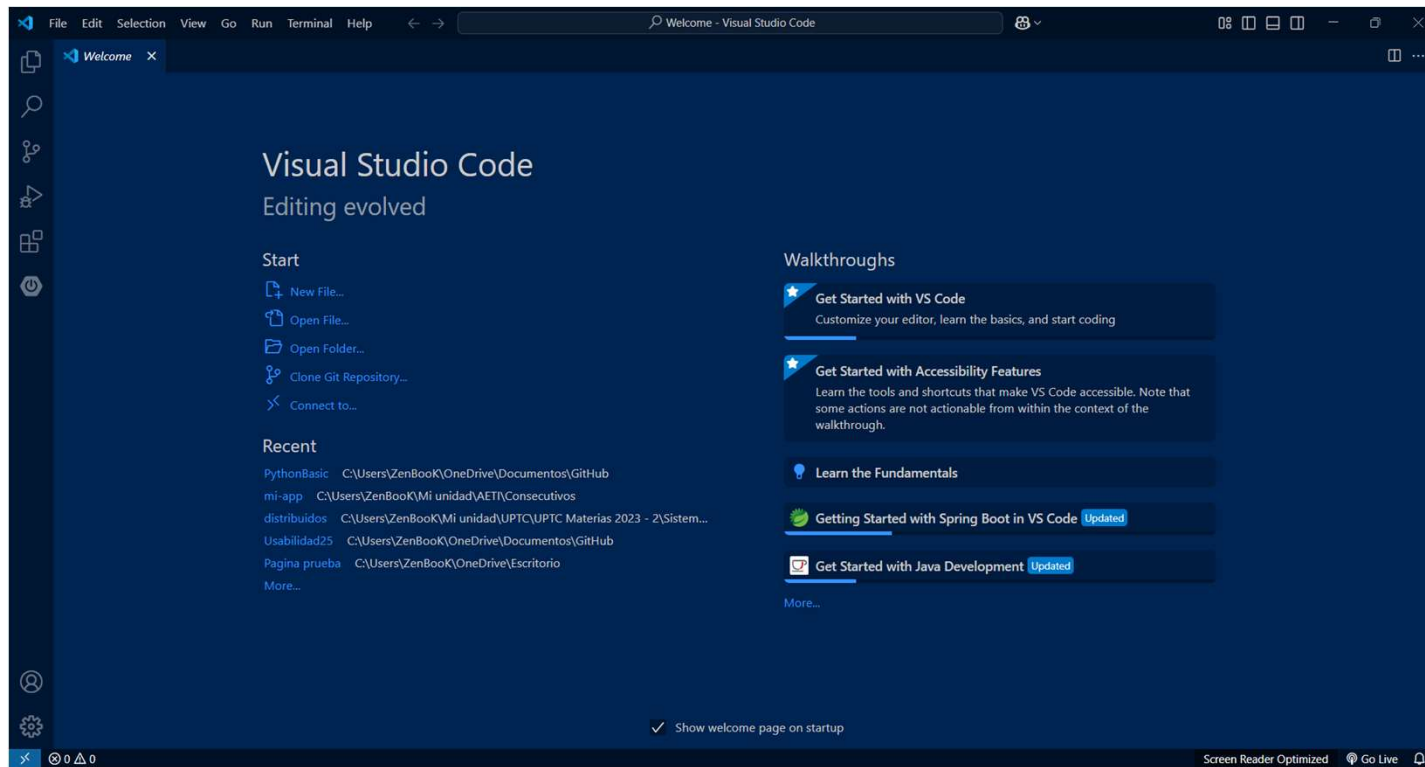 File Edit Selection View Go Run Terminal Help Welcome - Visual Studio Code
Welcome
Visual Studio Code
Editing evolved
Start
New File...
Open File...
Open Folder...
Clone Git Repository...
Connect to...
Recent
PythonBasic C:\Users\ZenBooK\OneDrive\Documentos\GitHub
mi-app C:\Users\ZenBooK\Mi unidad\AETI\Consecutivos
distribuidos C:\Users\ZenBooK\Mi unidad\UPTC\UPTC Materias 2023 - 2\Sistem...
Usabilidad25 C:\Users\ZenBooK\OneDrive\Documentos\GitHub
Pagina prueba C:\Users\ZenBooK\OneDrive\Escritorio
More...
Walkthroughs
Get Started with VS Code
Customize your editor, learn the basics, and start coding
Get Started with Accessibility Features
Learn the tools and shortcuts that make VS Code accessible. Note that
some actions are not actionable from within the context of the
walkthrough.
Learn the Fundamentals
Getting Started with Spring Boot in VS Code Updated
Get Started with Java Development Updated
More...
Show welcome page on startup
0 0 Screen Reader Optimized Go Live